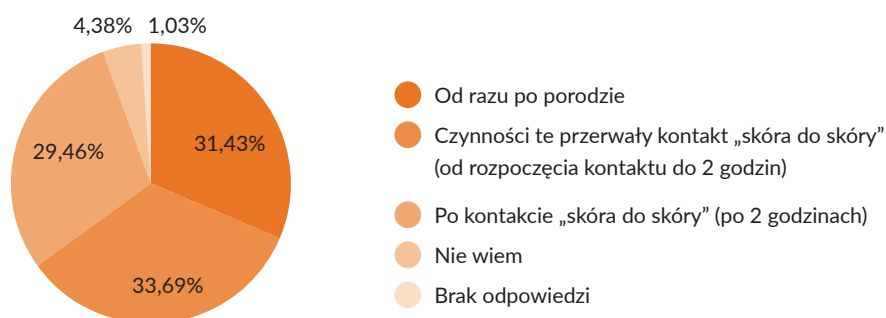 4,38% 1,03%
31,43%
29,46%
33,69%
Od razu po porodzie
Czynności te przerwały kontakt „skóra do skóry”
(od rozpoczęcia kontaktu do 2 godzin)
Po kontakcie „skóra do skóry” (po 2 godzinach)
Nie wiem
Brak odpowiedzi